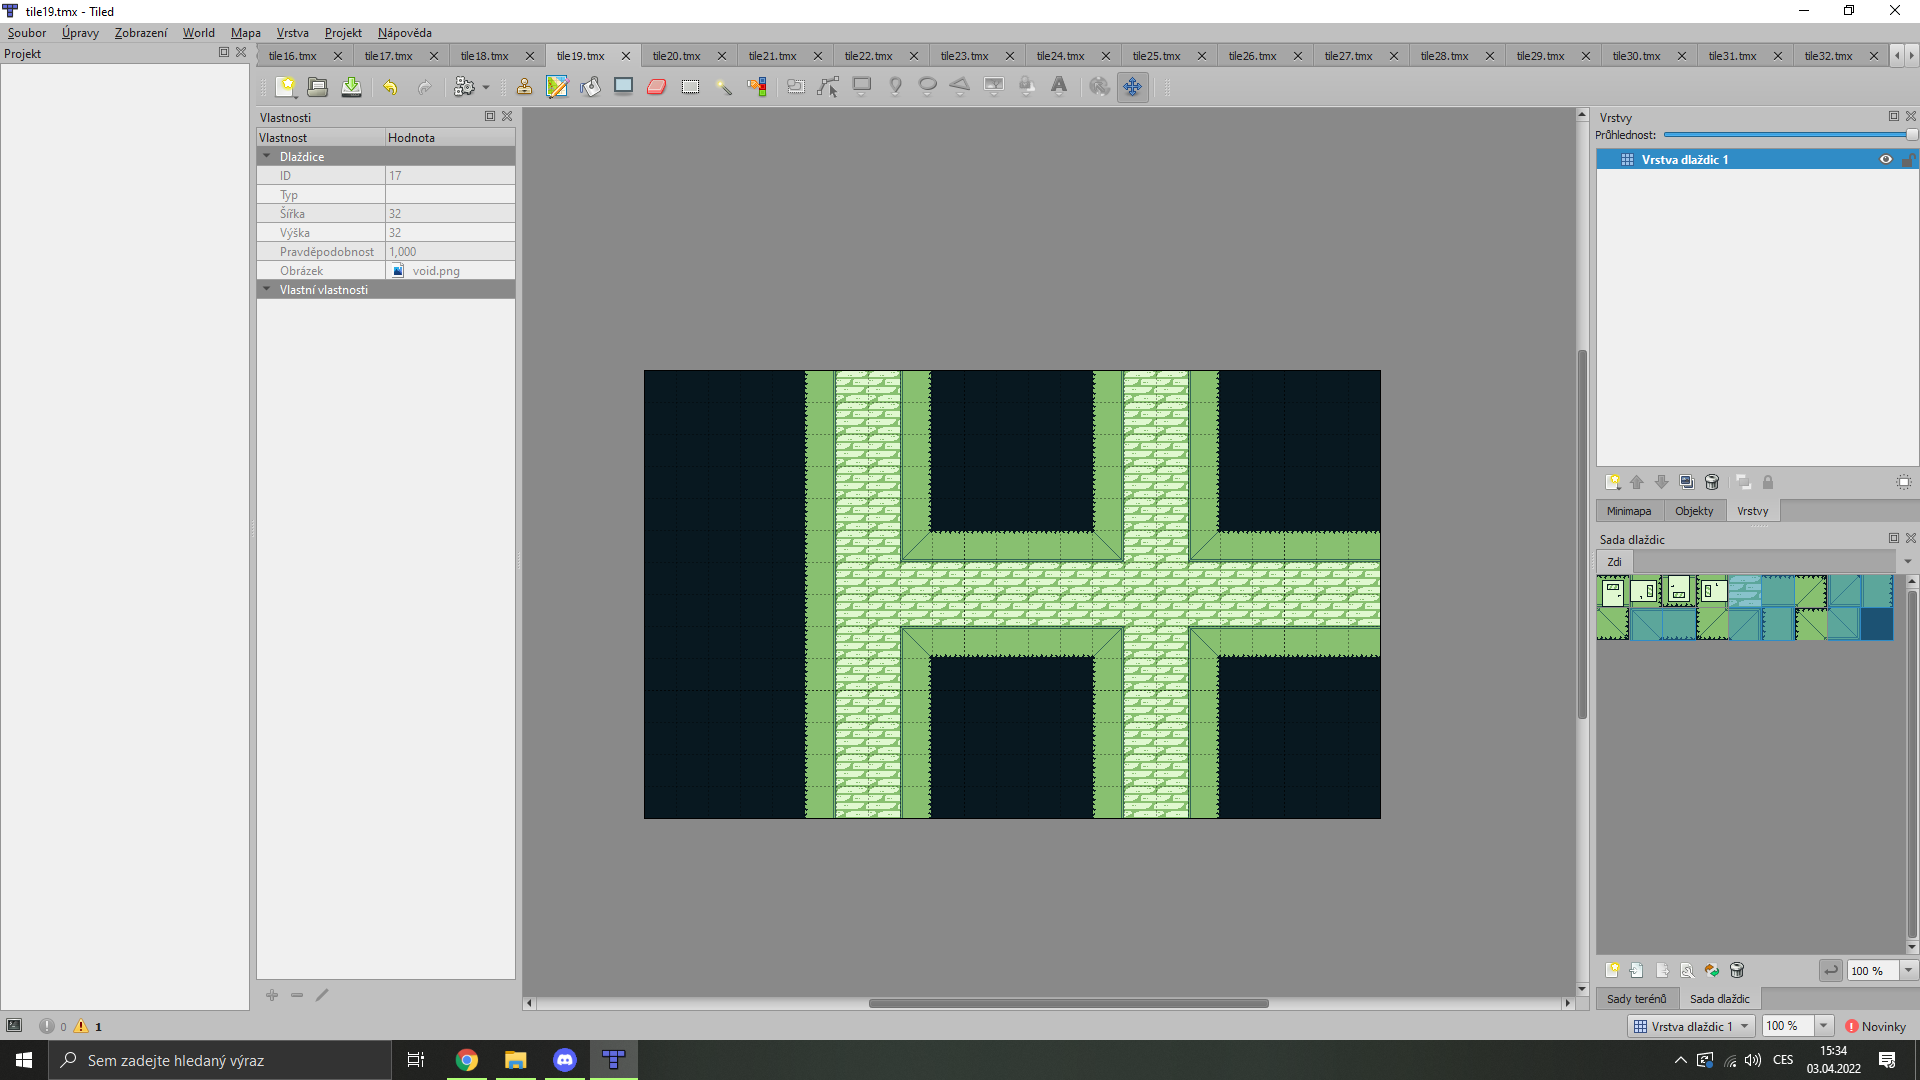 tile19.tmx - Tiled
Soubor Úpravy Zobrazení World Mapa Vrstva Projekt Nápověda
Projekt
tile16.tmx tile17.tmx tile18.tmx tile19.tmx tile20.tmx tile21.tmx tile22.tmx tile23.tmx tile24.tmx tile25.tmx tile26.tmx tile27.tmx tile28.tmx tile29.tmx tile30.tmx tile31.tmx tile32.tmx
Vlastnosti
Vlastnost Hodnota
Dlaždice
ID 17
Typ
Šířka 32
Výška 32
Pravděpodobnost 1,000
Obrázek void.png
Vlastní vlastnosti
Vrstvy
Průhlednost:
Vrstva dlaždic 1
Minimapa Objekty Vrstvy
Sada dlaždic
Zdi
100 %
Sady terénů Sada dlaždic
0 1
Vrstva dlaždic 1 100 % Novinky
Sem zadejte hledaný výraz
CES
15:34
03.04.2022